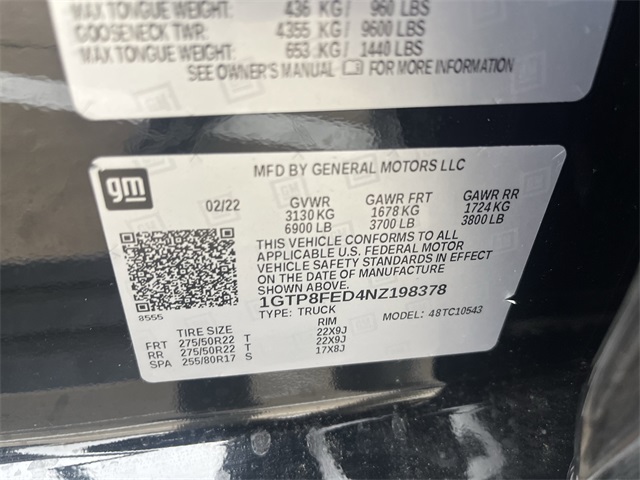 MAX TONGUE WEIGHT: 436 KG/ 960 LBS
GOOSENECK TWR: 4355 KG/ 9600 LBS
MAX TONGUE WEIGHT: 653 KG/ 1440 LBS
SEE OWNER'S MANUAL FOR MORE INFORMATION
gm
MFD BY GENERAL MOTORS LLC
02/22 GVWR GAWR FRT GAWR RR
3130 KG 1678 KG 1724 KG
6900 LB 3700 LB 3800 LB
THIS VEHICLE CONFORMS TO ALL
APPLICABLE U.S. FEDERAL MOTOR
VEHICLE SAFETY STANDARDS IN EFFECT
ON THE DATE OF MANUFACTURE
SHOWN ABOVE.
1GTP8FED4NZ198378
8555
TYPE: TRUCK MODEL: 48TC10543
TIRE SIZE RIM
FRT 275/50R22 T 22X9J
RR 275/50R22 T 22X9J
SPA 255/80R17 S 17X8J